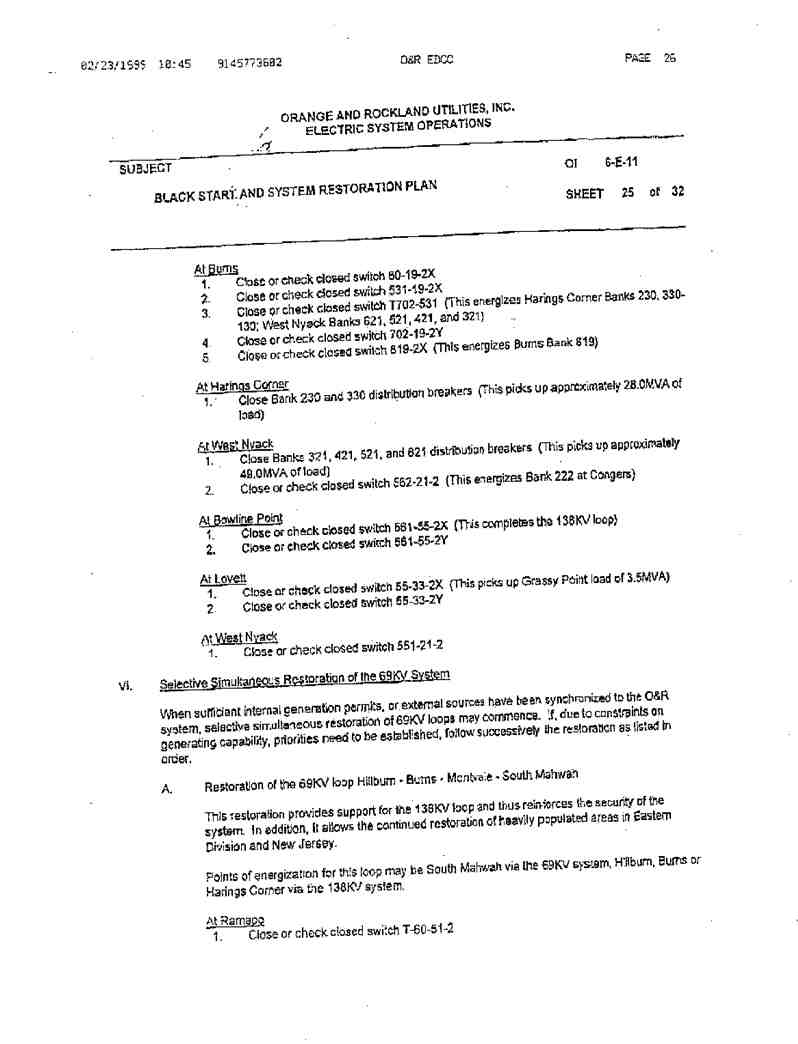 02/23/1999 10:45 9145773602 O&R EDCC PAGE 26
ORANGE AND ROCKLAND UTILITIES, INC.
ELECTRIC SYSTEM OPERATIONS
SUBJECT OI 6-E-11
BLACK START AND SYSTEM RESTORATION PLAN SHEET 25 of 32
At Burns
1. Close or check closed switch 60-19-2X
2. Close or check closed switch 531-19-2X
3. Close or check closed switch T702-531 (This energizes Harings Corner Banks 230, 330-
130; West Nyack Banks 621, 521, 421, and 321)
4. Close or check closed switch 702-19-2Y
5. Close or check closed switch 819-2X (This energizes Burns Bank 819)
At Harings Corner
1. Close Bank 230 and 330 distribution breakers (This picks up approximately 28.0MVA of
load)
At West Nyack
1. Close Banks 321, 421, 521, and 621 distribution breakers (This picks up approximately
49.0MVA of load)
2. Close or check closed switch 562-21-2 (This energizes Bank 222 at Congers)
At Bowline Point
1. Close or check closed switch 561-55-2X (This completes the 138KV loop)
2. Close or check closed switch 561-55-2Y
At Lovett
1. Close or check closed switch 55-33-2X (This picks up Grassy Point load of 3.5MVA)
2. Close or check closed switch 55-33-2Y
At West Nyack
1. Close or check closed switch 551-21-2
VI. Selective Simultaneous Restoration of the 69KV System
When sufficient internal generation permits, or external sources have been synchronized to the O&R
system, selective simultaneous restoration of 69KV loops may commence. If, due to constraints on
generating capability, priorities need to be established, follow successively the restoration as listed in
order.
A. Restoration of the 69KV loop Hillburn - Burns - Montvale - South Mahwah
This restoration provides support for the 138KV loop and thus reinforces the security of the
system. In addition, it allows the continued restoration of heavily populated areas in Eastern
Division and New Jersey.
Points of energization for this loop may be South Mahwah via the 69KV system, Hillburn, Burns or
Harings Corner via the 138KV system.
At Ramapo
1. Close or check closed switch T-60-51-2